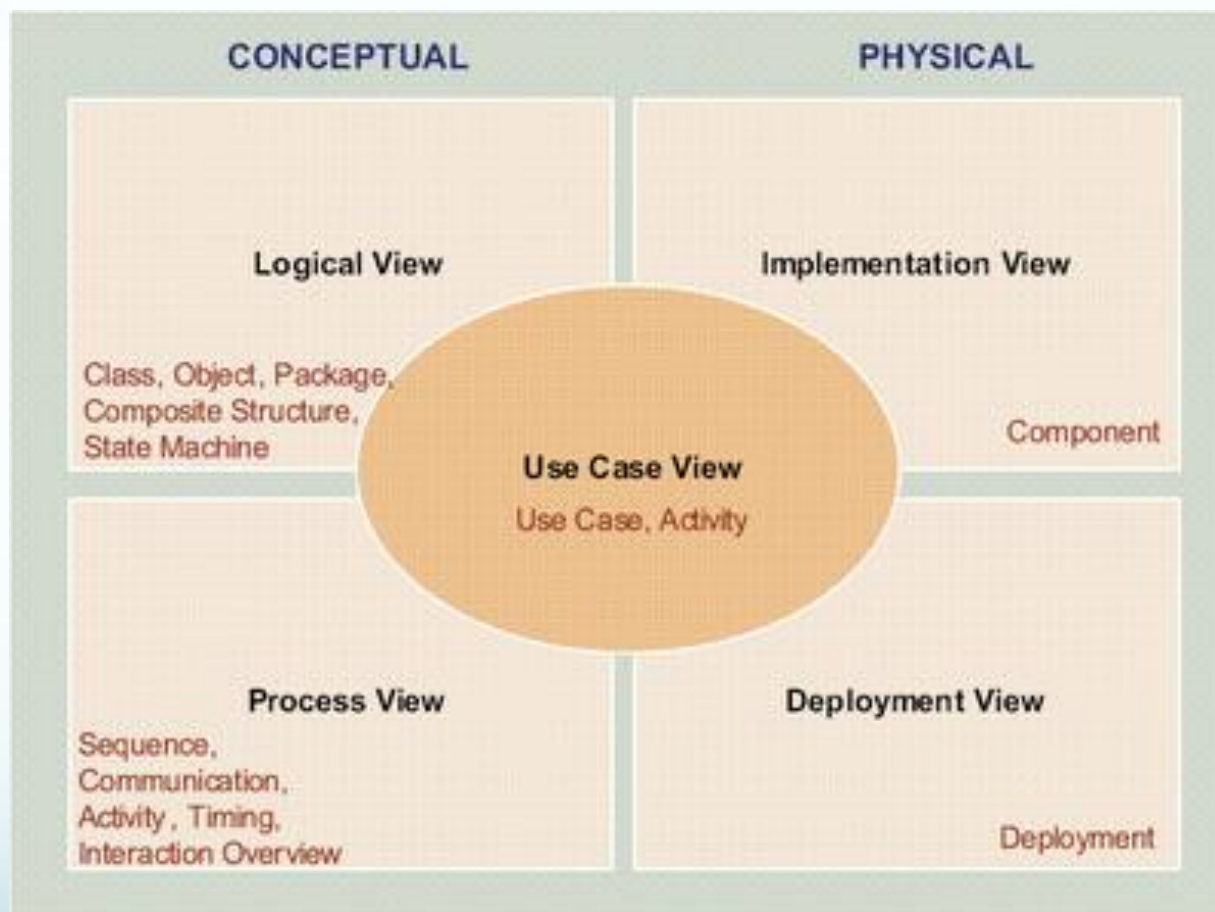 CONCEPTUAL
PHYSICAL
Logical View
Class, Object, Package,
Composite Structure,
State Machine
Implementation View
Component
Use Case View
Use Case, Activity
Process View
Sequence,
Communication,
Activity , Timing,
Interaction Overview
Deployment View
Deployment